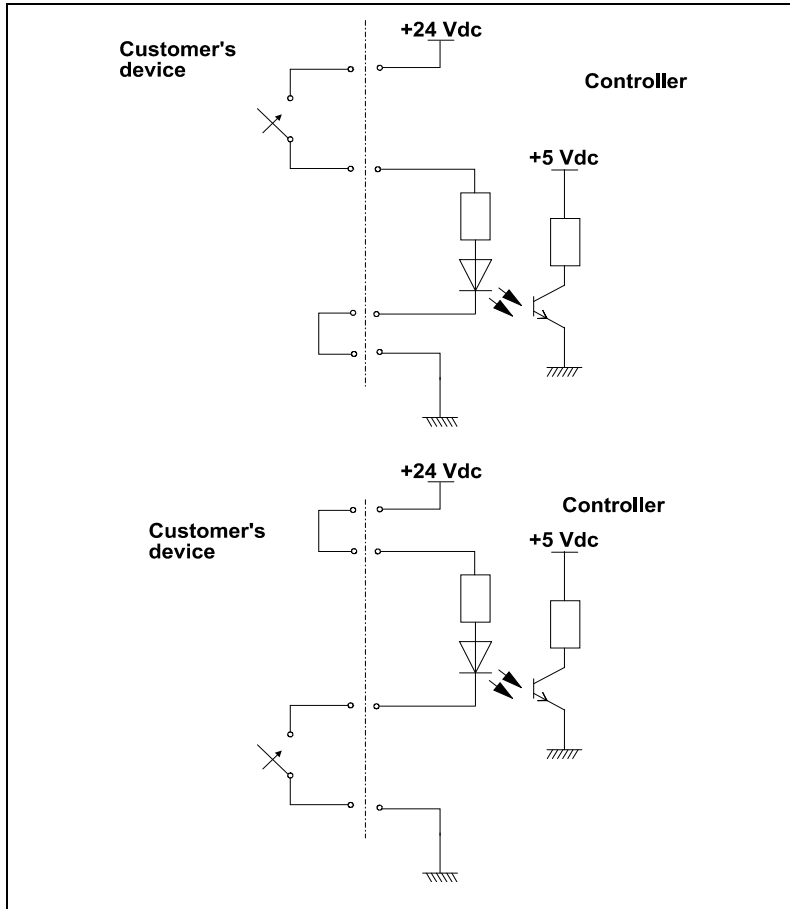 +24 Vdc
Customer's
device
Controller
+5 Vdc
+24 Vdc
Controller
Customer's
device
+5 Vdc